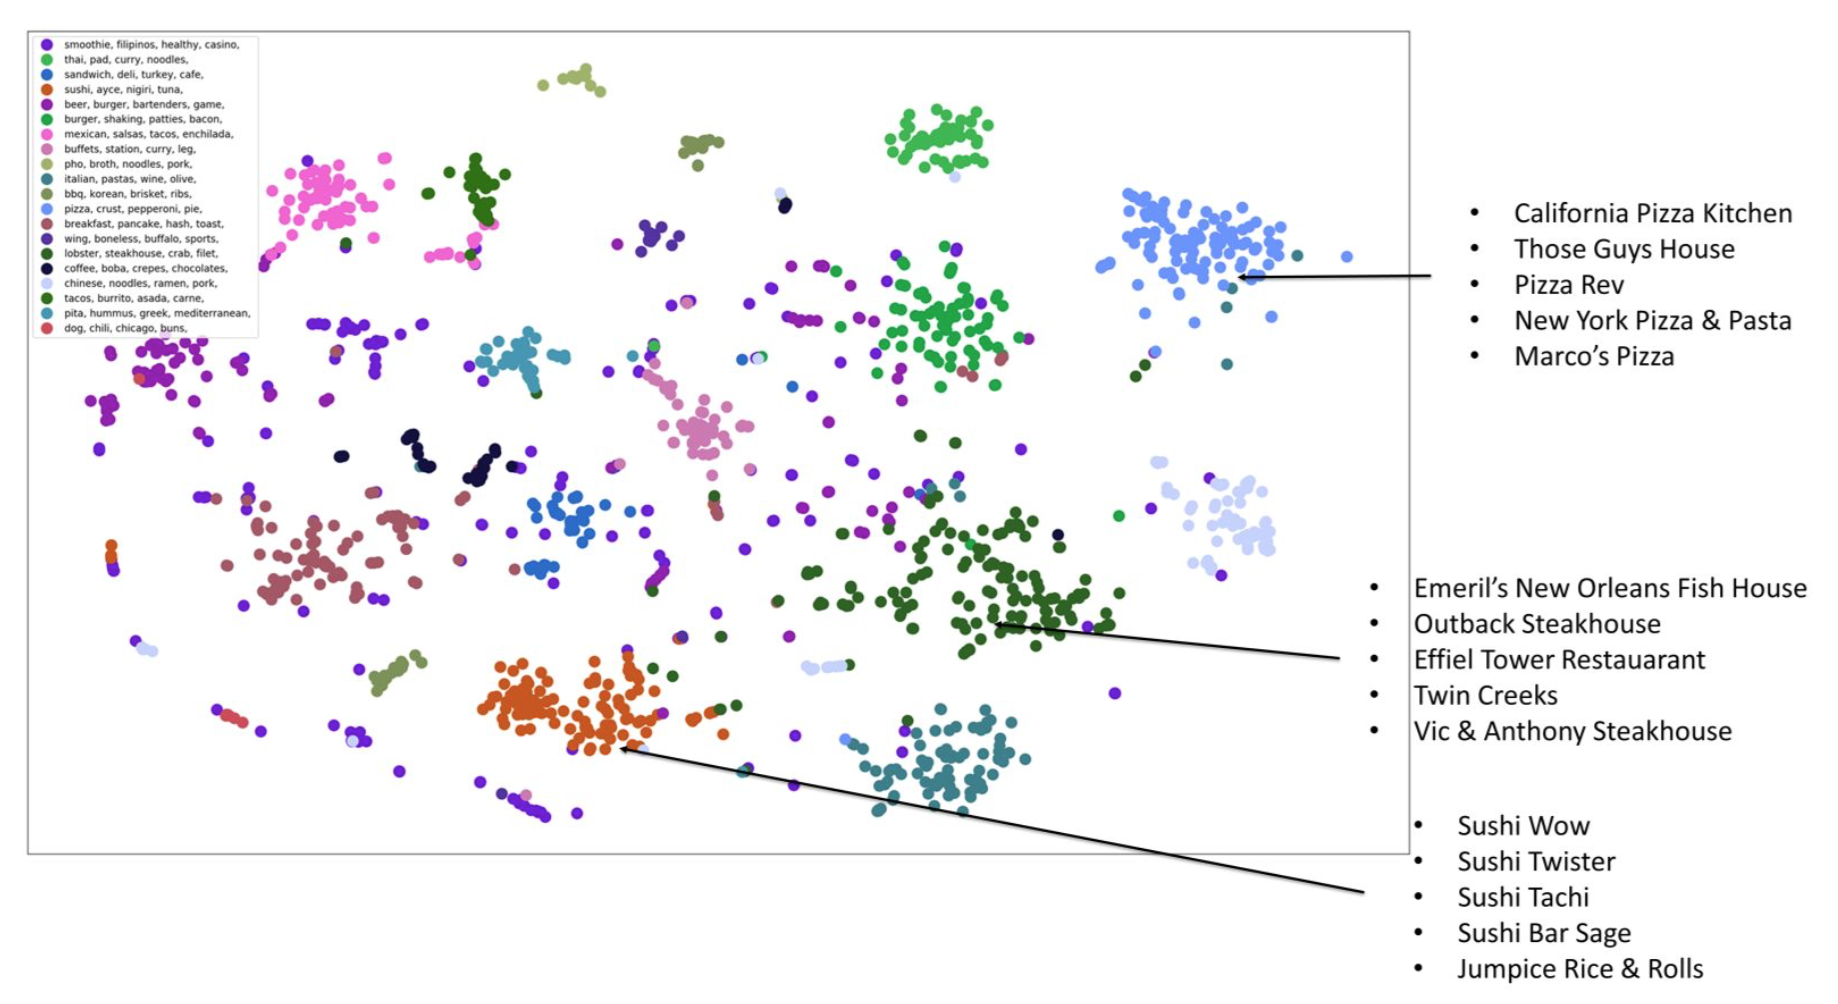 smoothie, filipinos, healthy, casino,
thai, pad, curry, noodles,
sandwich, deli, turkey, cafe,
sushi, ayce, nigiri, tuna,
beer, burger, bartenders, game,
burger, shaking, patties, bacon,
mexican, salsas, tacos, enchilada,
buffets, station, curry, leg,
pho, broth, noodles, pork,
italian, pastas, wine, olive,
bbq, korean, brisket, ribs,
pizza, crust, pepperoni, pie,
breakfast, pancake, hash, toast,
wing, boneless, buffalo, sports,
lobster, steakhouse, crab, filet,
coffee, boba, crepes, chocolates,
chinese, noodles, ramen, pork,
tacos, burrito, asada, carne,
pita, hummus, greek, mediterranean,
dog, chili, chicago, buns,
• California Pizza Kitchen
• Those Guys House
• Pizza Rev
• New York Pizza & Pasta
• Marco’s Pizza
• Emeril’s New Orleans Fish House
• Outback Steakhouse
• Effiel Tower Restauarant
• Twin Creeks
• Vic & Anthony Steakhouse
• Sushi Wow
• Sushi Twister
• Sushi Tachi
• Sushi Bar Sage
• Jumpice Rice & Rolls